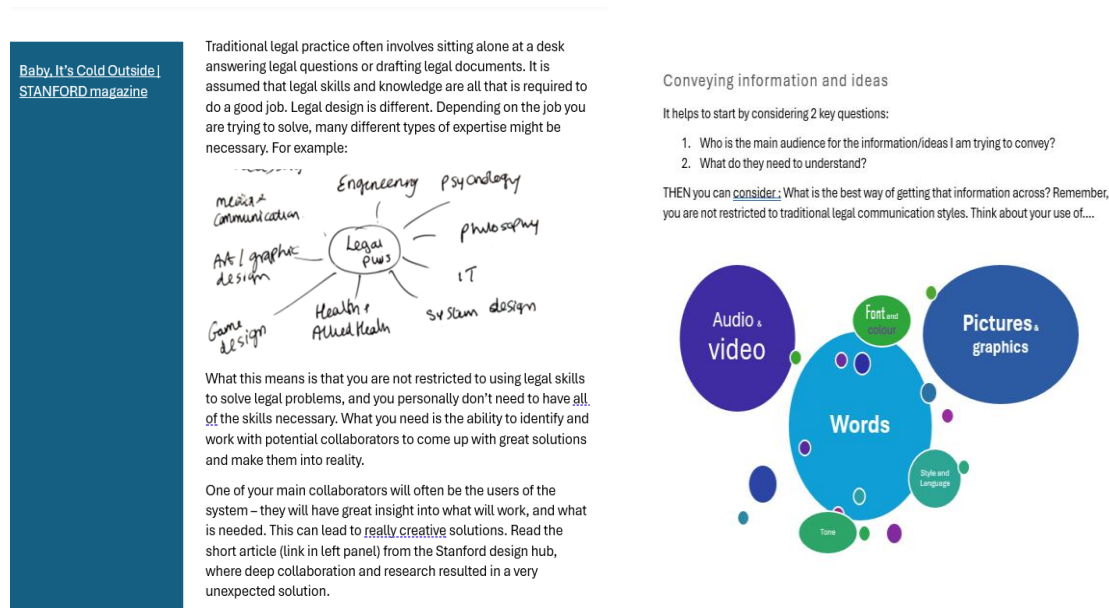 Baby, It's Cold Outside |
STANFORD magazine
Traditional legal practice often involves sitting alone at a desk
answering legal questions or drafting legal documents. It is
assumed that legal skills and knowledge are all that is required to
do a good job. Legal design is different. Depending on the job you
are trying to solve, many different types of expertise might be
necessary. For example:
Engineering
psychology
media &
communication
philosophy
Legal
plus
Art / graphic
design
IT
system design
Health +
Allied Health
Game
design
What this means is that you are not restricted to using legal skills
to solve legal problems, and you personally don't need to have all
of the skills necessary. What you need is the ability to identify and
work with potential collaborators to come up with great solutions
and make them into reality.
One of your main collaborators will often be the users of the
system – they will have great insight into what will work, and what
is needed. This can lead to really creative solutions. Read the
short article (link in left panel) from the Stanford design hub,
where deep collaboration and research resulted in a very
unexpected solution.
Conveying information and ideas
It helps to start by considering 2 key questions:
1. Who is the main audience for the information/ideas I am trying to convey?
2. What do they need to understand?
THEN you can consider : What is the best way of getting that information across? Remember,
you are not restricted to traditional legal communication styles. Think about your use of....
Audio &
video
Font and
colour
Pictures &
graphics
Words
Style and
Language
Tone